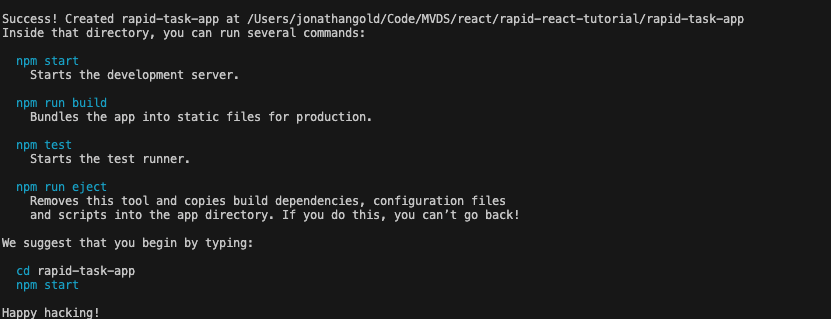 Success! Created rapid-task-app at /Users/jonathangold/Code/MVDS/react/rapid-react-tutorial/rapid-task-app
Inside that directory, you can run several commands:
npm start
Starts the development server.
npm run build
Bundles the app into static files for production.
npm test
Starts the test runner.
npm run eject
Removes this tool and copies build dependencies, configuration files
and scripts into the app directory. If you do this, you can’t go back!
We suggest that you begin by typing:
cd rapid-task-app
npm start
Happy hacking!